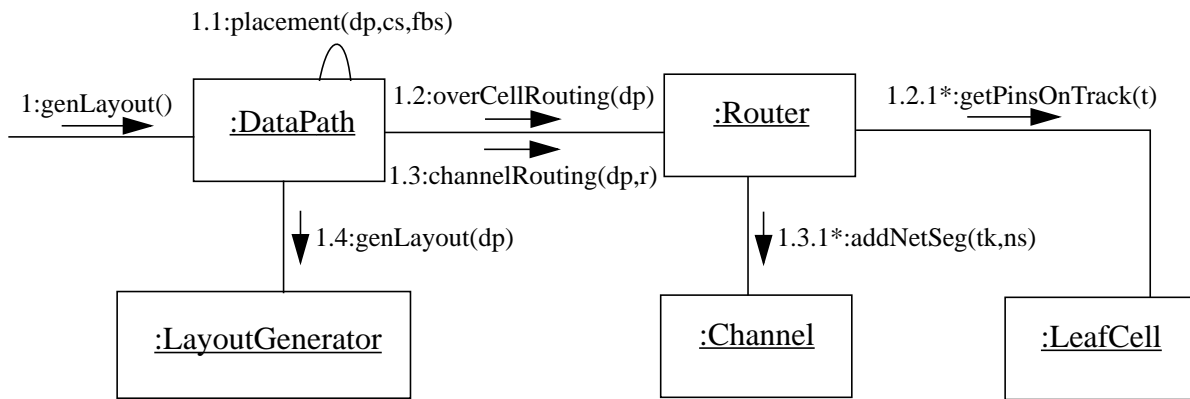 1.1:placement(dp,cs,fbs)
1:genLayout()
1.2:overCellRouting(dp)
1.2.1*:getPinsOnTrack(t)
:DataPath
:Router
1.3:channelRouting(dp,r)
1.4:genLayout(dp)
1.3.1*:addNetSeg(tk,ns)
:LayoutGenerator
:Channel
:LeafCell